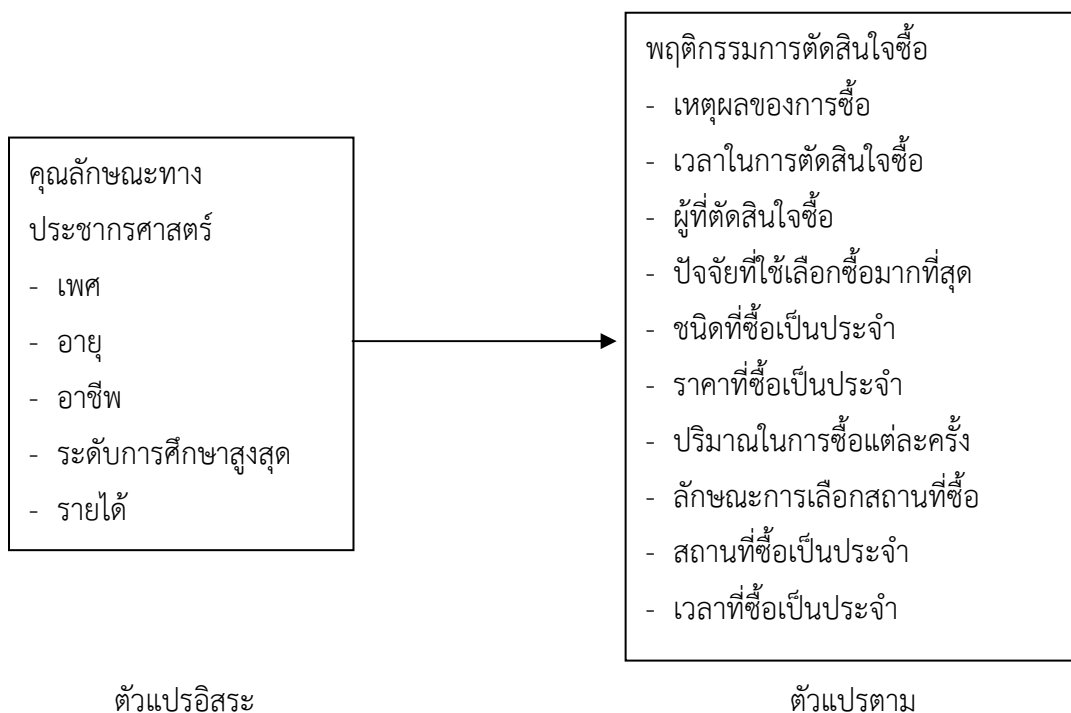 คุณลักษณะทาง
ประชากรศาสตร์
- เพศ
- อายุ
- อาชีพ
- ระดับการศึกษาสูงสุด
- รายได้
ตัวแปรอิสระ
พฤติกรรมการตัดสินใจซื้อ
- เหตุผลของการซื้อ
- เวลาในการตัดสินใจซื้อ
- ผู้ที่ตัดสินใจซื้อ
- ปัจจัยที่ใช้เลือกซื้อมากที่สุด
- ชนิดที่ซื้อเป็นประจำ
- ราคาที่ซื้อเป็นประจำ
- ปริมาณในการซื้อแต่ละครั้ง
- ลักษณะการเลือกสถานที่ซื้อ
- สถานที่ซื้อเป็นประจำ
- เวลาที่ซื้อเป็นประจำ
ตัวแปรตาม